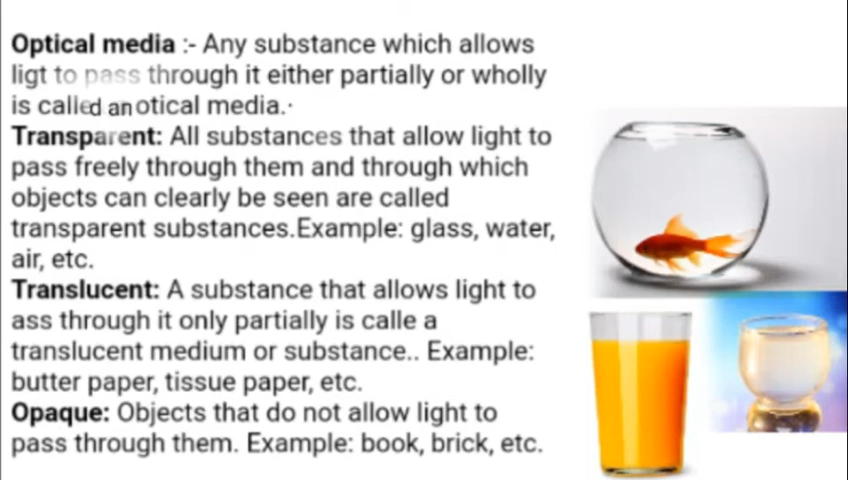 Optical media :- Any substance which allows
ligt to pass through it either partially or wholly
is called an otical media.·
Transparent: All substances that allow light to
pass freely through them and through which
objects can clearly be seen are called
transparent substances.Example: glass, water,
air, etc.
Translucent: A substance that allows light to
ass through it only partially is calle a
translucent medium or substance.. Example:
butter paper, tissue paper, etc.
Opaque: Objects that do not allow light to
pass through them. Example: book, brick, etc.